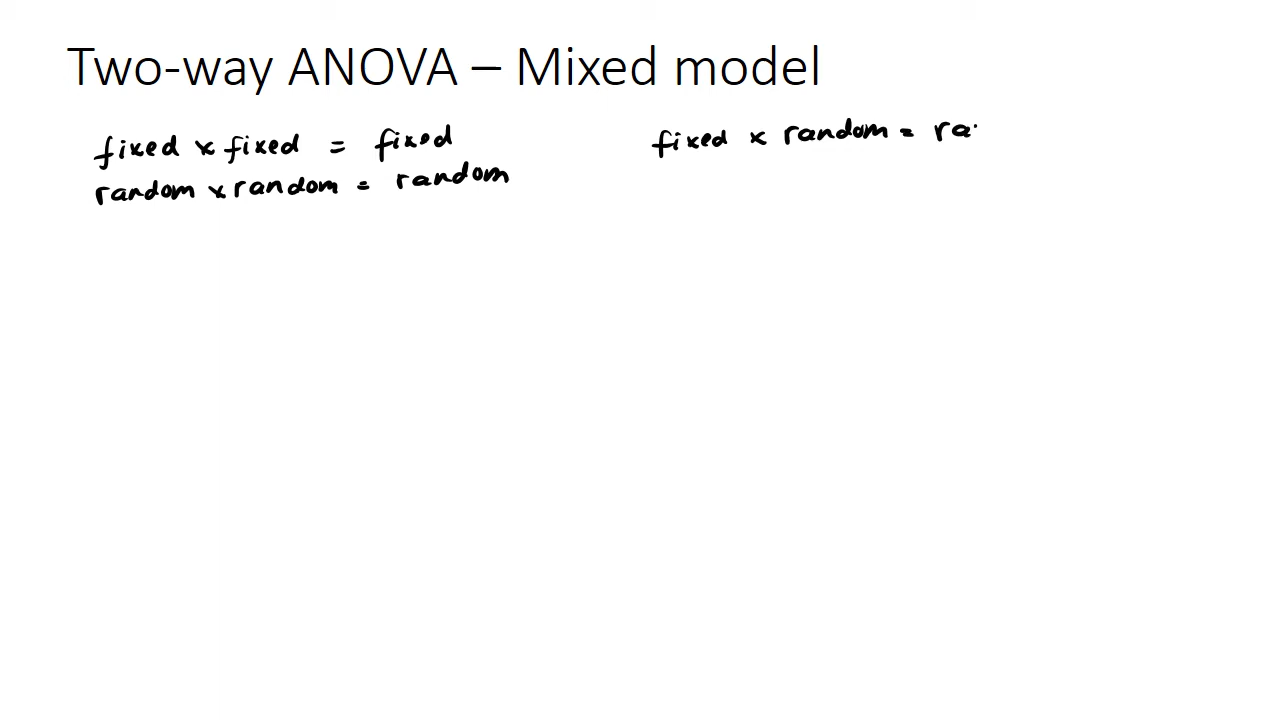 Two-way ANOVA – Mixed model
fixed x fixed = fixed
random x random = random
fixed x random = ra